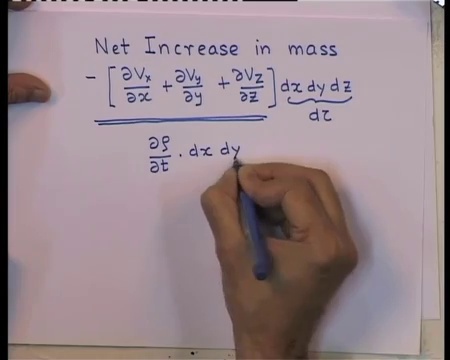 Net Increase in mass
- [ ∂Vx/∂x + ∂Vy/∂y + ∂Vz/∂z ] dx dy dz
dτ
∂ρ/∂t . dx dy